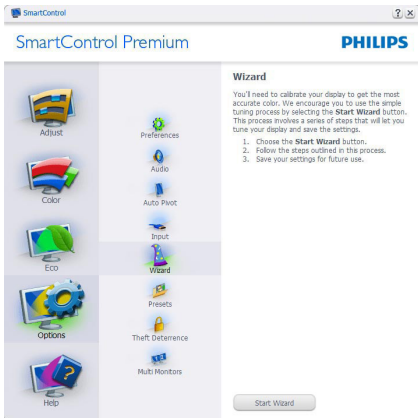 SmartControl
? ×
SmartControl Premium
PHILIPS
Adjust
Color
Eco
Options
Help
Preferences
Audio
Auto Pivot
Input
Wizard
Presets
Theft Deterrence
Multi Monitors
Wizard
You'll need to calibrate your display to get the most
accurate color. We encourage you to use the simple
tuning process by selecting the Start Wizard button.
This process involves a series of steps that will let you
tune your display and save the settings.
1. Choose the Start Wizard button.
2. Follow the steps outlined in this process.
3. Save your settings for future use.
Start Wizard